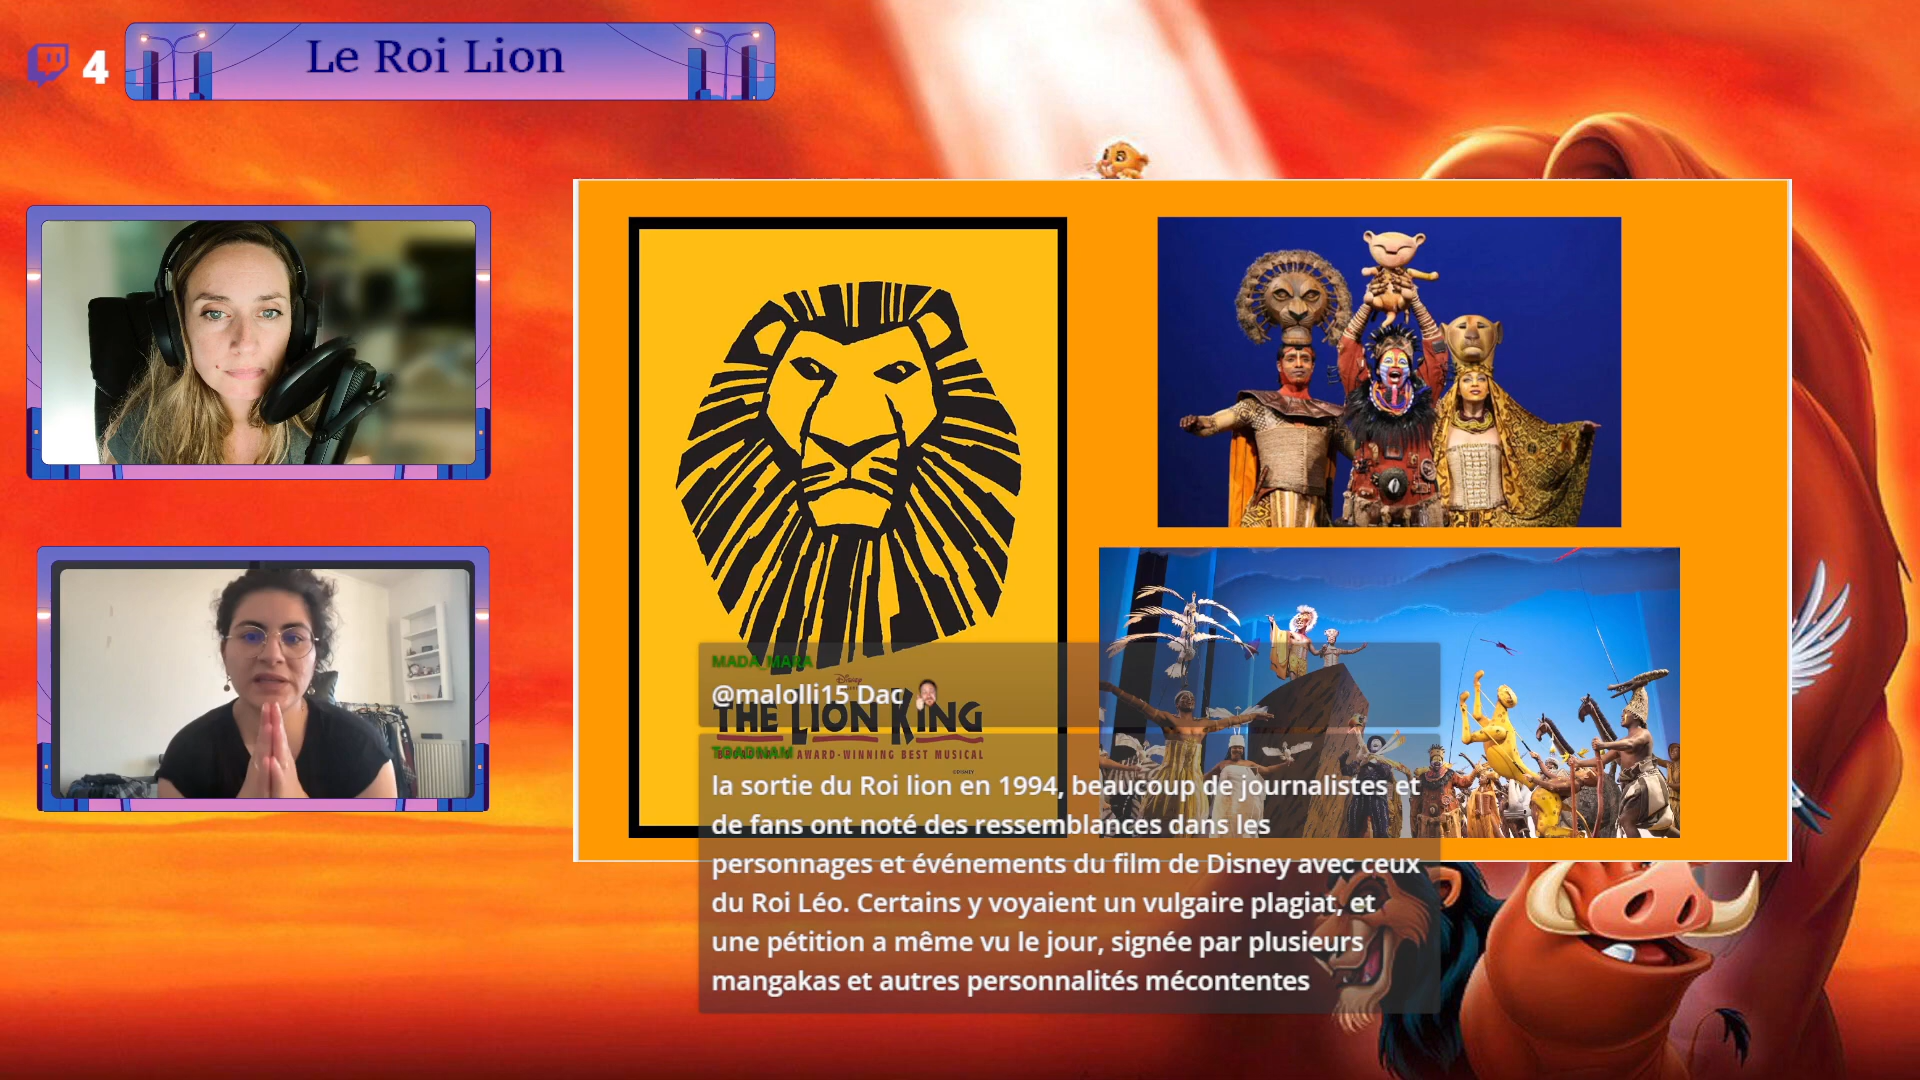 4
Le Roi Lion
MADA_MARA
@malolli15 Dac
Disney
THE LION KING
AWARD-WINNING BEST MUSICAL
©DISNEY
la sortie du Roi lion en 1994, beaucoup de journalistes et
de fans ont noté des ressemblances dans les
personnages et événements du film de Disney avec ceux
du Roi Léo. Certains y voyaient un vulgaire plagiat, et
une pétition a même vu le jour, signée par plusieurs
mangakas et autres personnalités mécontentes